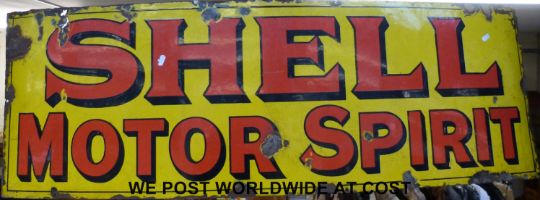 SHELL
MOTOR SPIRIT
WE POST WORLDWIDE AT COST